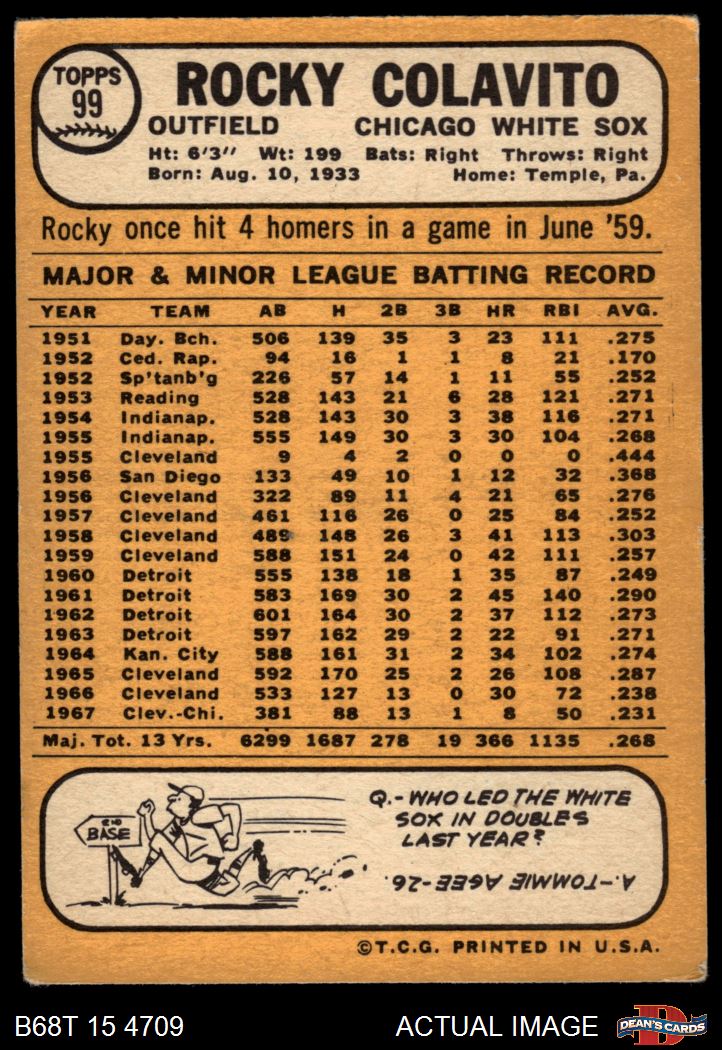 TOPPS
99
ROCKY COLAVITO
OUTFIELD CHICAGO WHITE SOX
Ht: 6'3" Wt: 199 Bats: Right Throws: Right
Born: Aug. 10, 1933 Home: Temple, Pa.
Rocky once hit 4 homers in a game in June '59.
MAJOR & MINOR LEAGUE BATTING RECORD
YEAR TEAM AB H 2B 3B HR RBI AVG.
1951 Day. Bch. 506 139 35 3 23 111 .275
1952 Ced. Rap. 94 16 1 1 8 21 .170
1952 Sp'tanb'g 226 57 14 1 11 55 .252
1953 Reading 528 143 21 6 28 121 .271
1954 Indianap. 528 143 30 3 38 116 .271
1955 Indianap. 555 149 30 3 30 104 .268
1955 Cleveland 9 4 2 0 0 0 .444
1956 San Diego 133 49 10 1 12 32 .368
1956 Cleveland 322 89 11 4 21 65 .276
1957 Cleveland 461 116 26 0 25 84 .252
1958 Cleveland 489 148 26 3 41 113 .303
1959 Cleveland 588 151 24 0 42 111 .257
1960 Detroit 555 138 18 1 35 87 .249
1961 Detroit 583 169 30 2 45 140 .290
1962 Detroit 601 164 30 2 37 112 .273
1963 Detroit 597 162 29 2 22 91 .271
1964 Kan. City 588 161 31 2 34 102 .274
1965 Cleveland 592 170 25 2 26 108 .287
1966 Cleveland 533 127 13 0 30 72 .238
1967 Clev.-Chi. 381 88 13 1 8 50 .231
Maj. Tot. 13 Yrs. 6299 1687 278 19 366 1135 .268
2ND
BASE
Q.-WHO LED THE WHITE
SOX IN DOUBLES
LAST YEAR?
A.-TOMMIE AGEE-26.
©T.C.G. PRINTED IN U.S.A.
B68T 15 4709 ACTUAL IMAGE
D
DEAN'S CARDS